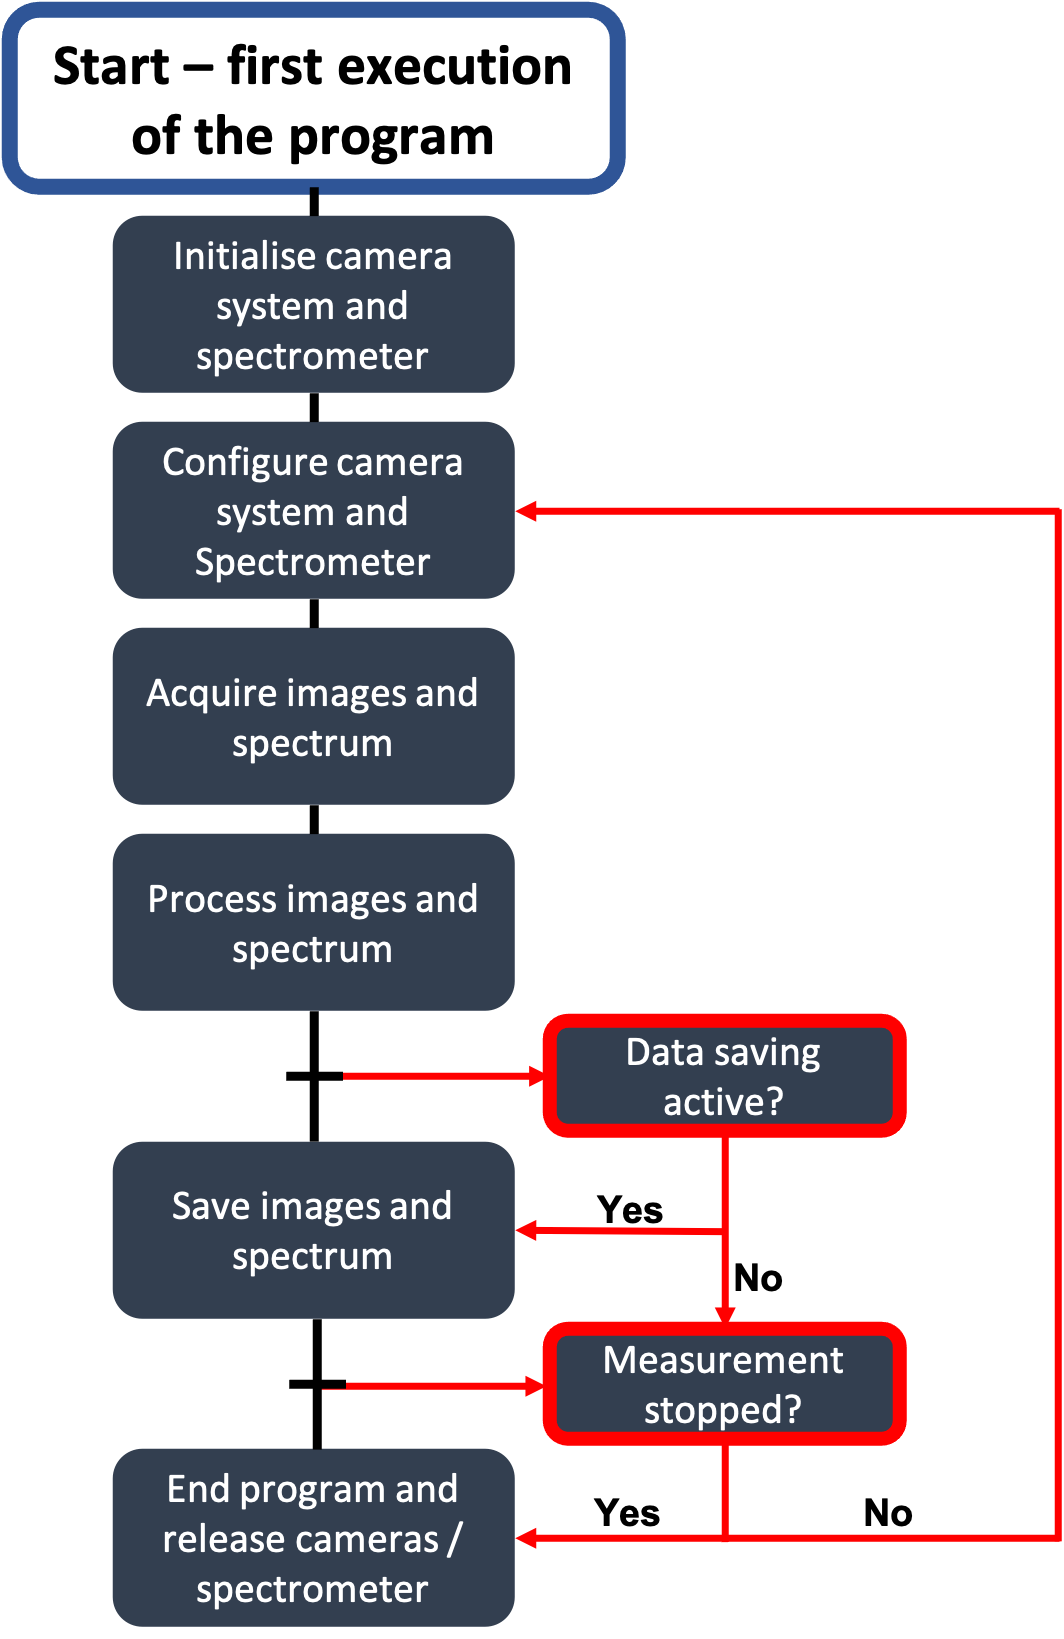 Start – first execution
of the program
Initialise camera
system and
spectrometer
Configure camera
system and
Spectrometer
Acquire images and
spectrum
Process images and
spectrum
Data saving
active?
Save images and
spectrum
Yes
No
Measurement
stopped?
End program and
release cameras /
spectrometer
Yes
No